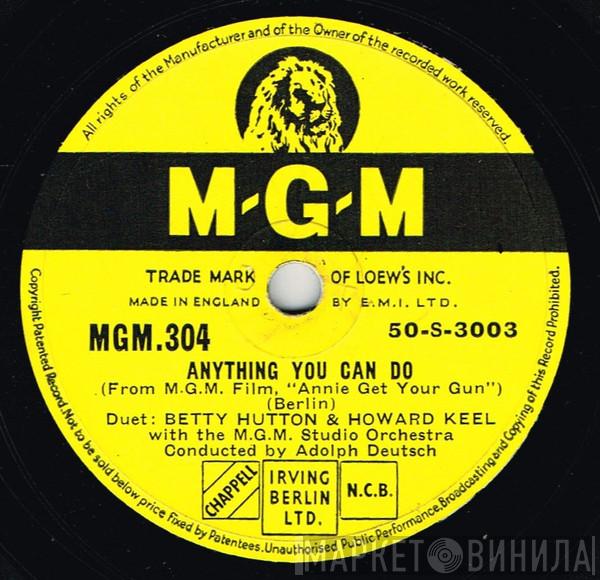 All rights of the Manufacturer and of the Owner of the recorded work reserved.
M-G-M
TRADE MARK OF LOEW'S INC.
MADE IN ENGLAND BY E.M.I. LTD.
MGM.304 50-S-3003
ANYTHING YOU CAN DO
(From M.G.M. Film, "Annie Get Your Gun")
(Berlin)
Duet: BETTY HUTTON & HOWARD KEEL
with the M.G.M. Studio Orchestra
Conducted by Adolph Deutsch
CHAPPELL
IRVING
BERLIN
LTD.
N.C.B.
Copyright Patented Record. Not to be sold below price fixed by Patentees. Unauthorised Public Performance, Broadcasting and Copying of this Record Prohibited.
МАРКЕТ ВИНИЛА